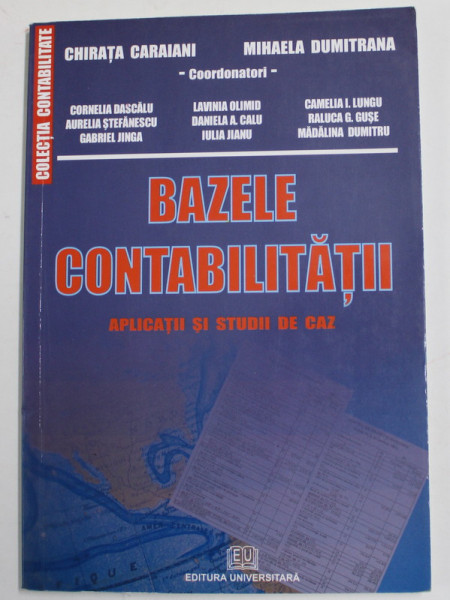 COLECȚIA CONTABILITATE
CHIRAȚA CARAIANI MIHAELA DUMITRANA
- Coordonatori -
CORNELIA DASCĂLU LAVINIA OLIMID CAMELIA I. LUNGU
AURELIA ȘTEFĂNESCU DANIELA A. CALU RALUCA G. GUȘE
GABRIEL JINGA IULIA JIANU MĂDĂLINA DUMITRU
BAZELE
CONTABILITĂȚII
APLICAȚII ȘI STUDII DE CAZ
EU
EDITURA UNIVERSITARĂ